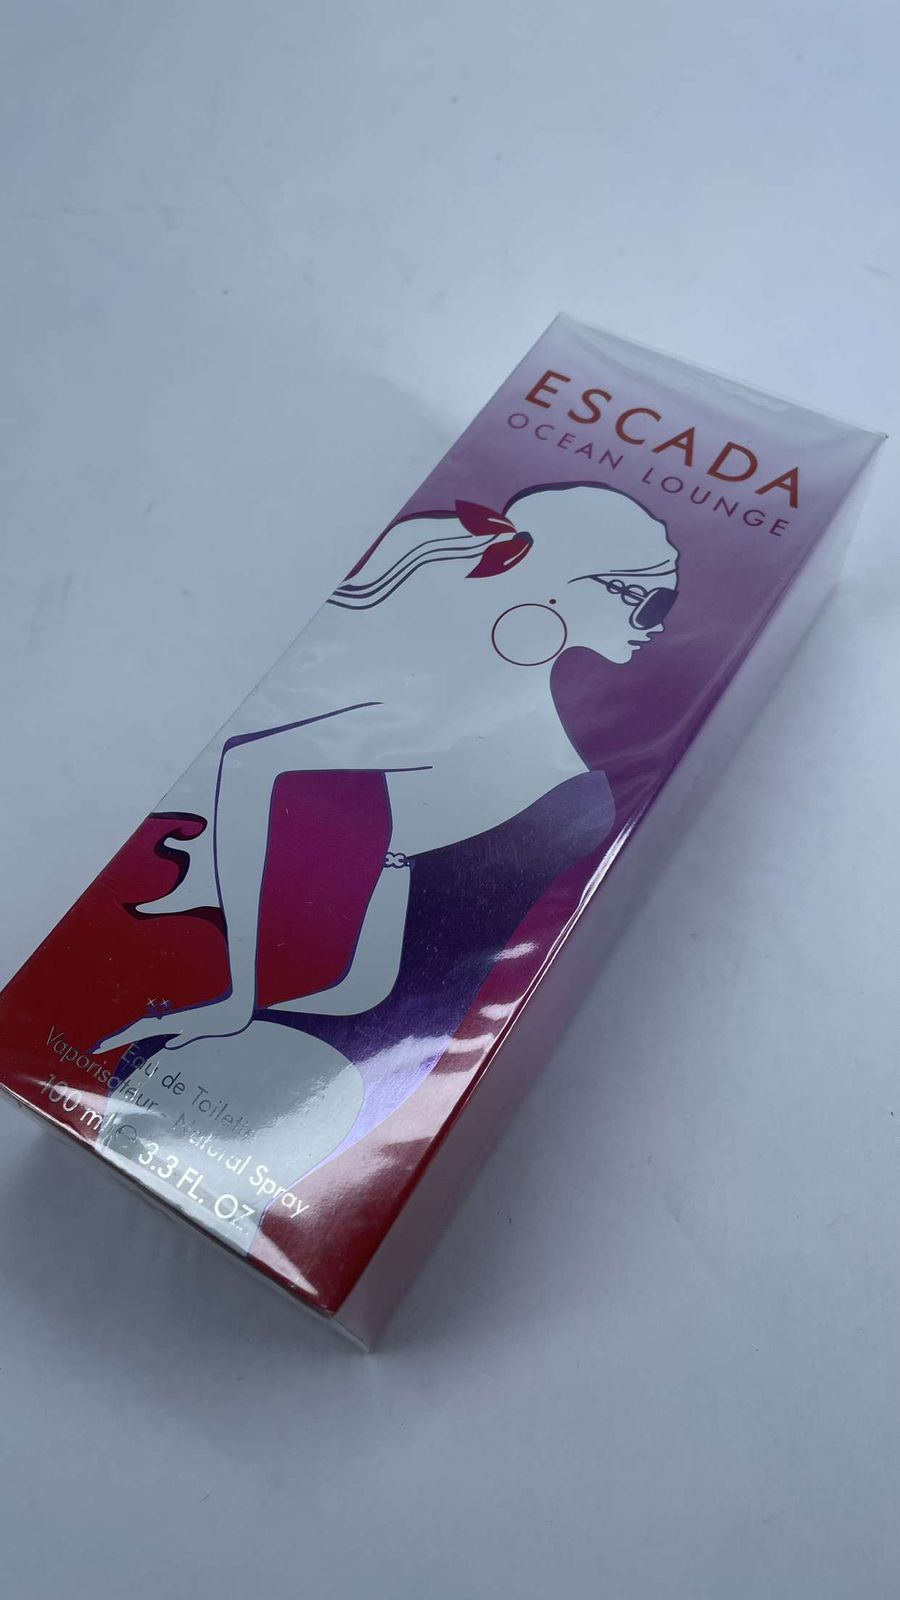 ESCADA
OCEAN LOUNGE
Eau de Toilette
Vaporisateur Natural Spray
100 ml ℮ 3.3 FL. OZ.